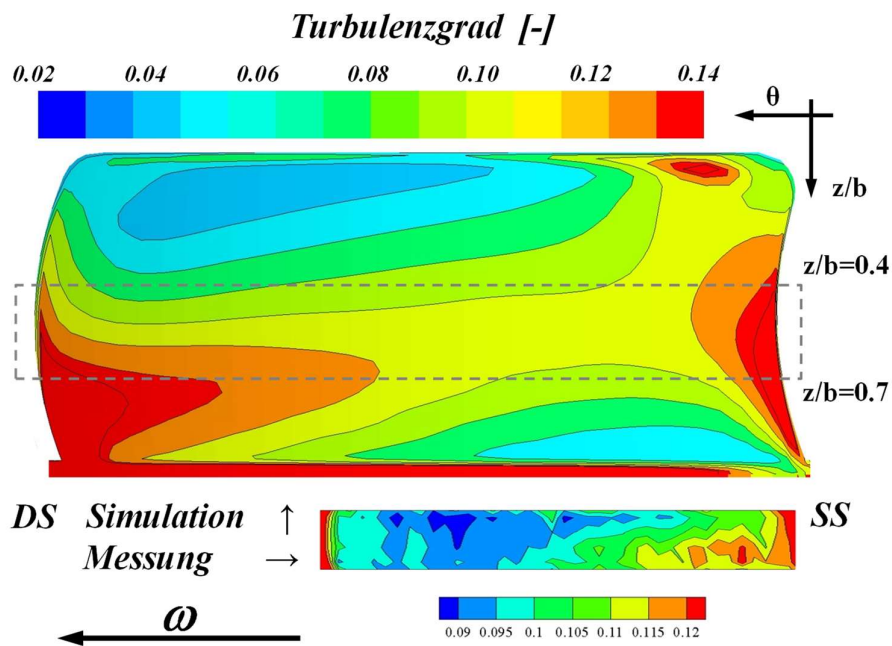 Turbulenzgrad [-]
0.02 0.04 0.06 0.08 0.10 0.12 0.14
θ
z/b
z/b=0.4
z/b=0.7
DS Simulation ↑ SS
Messung →
ω
0.09 0.095 0.1 0.105 0.11 0.115 0.12